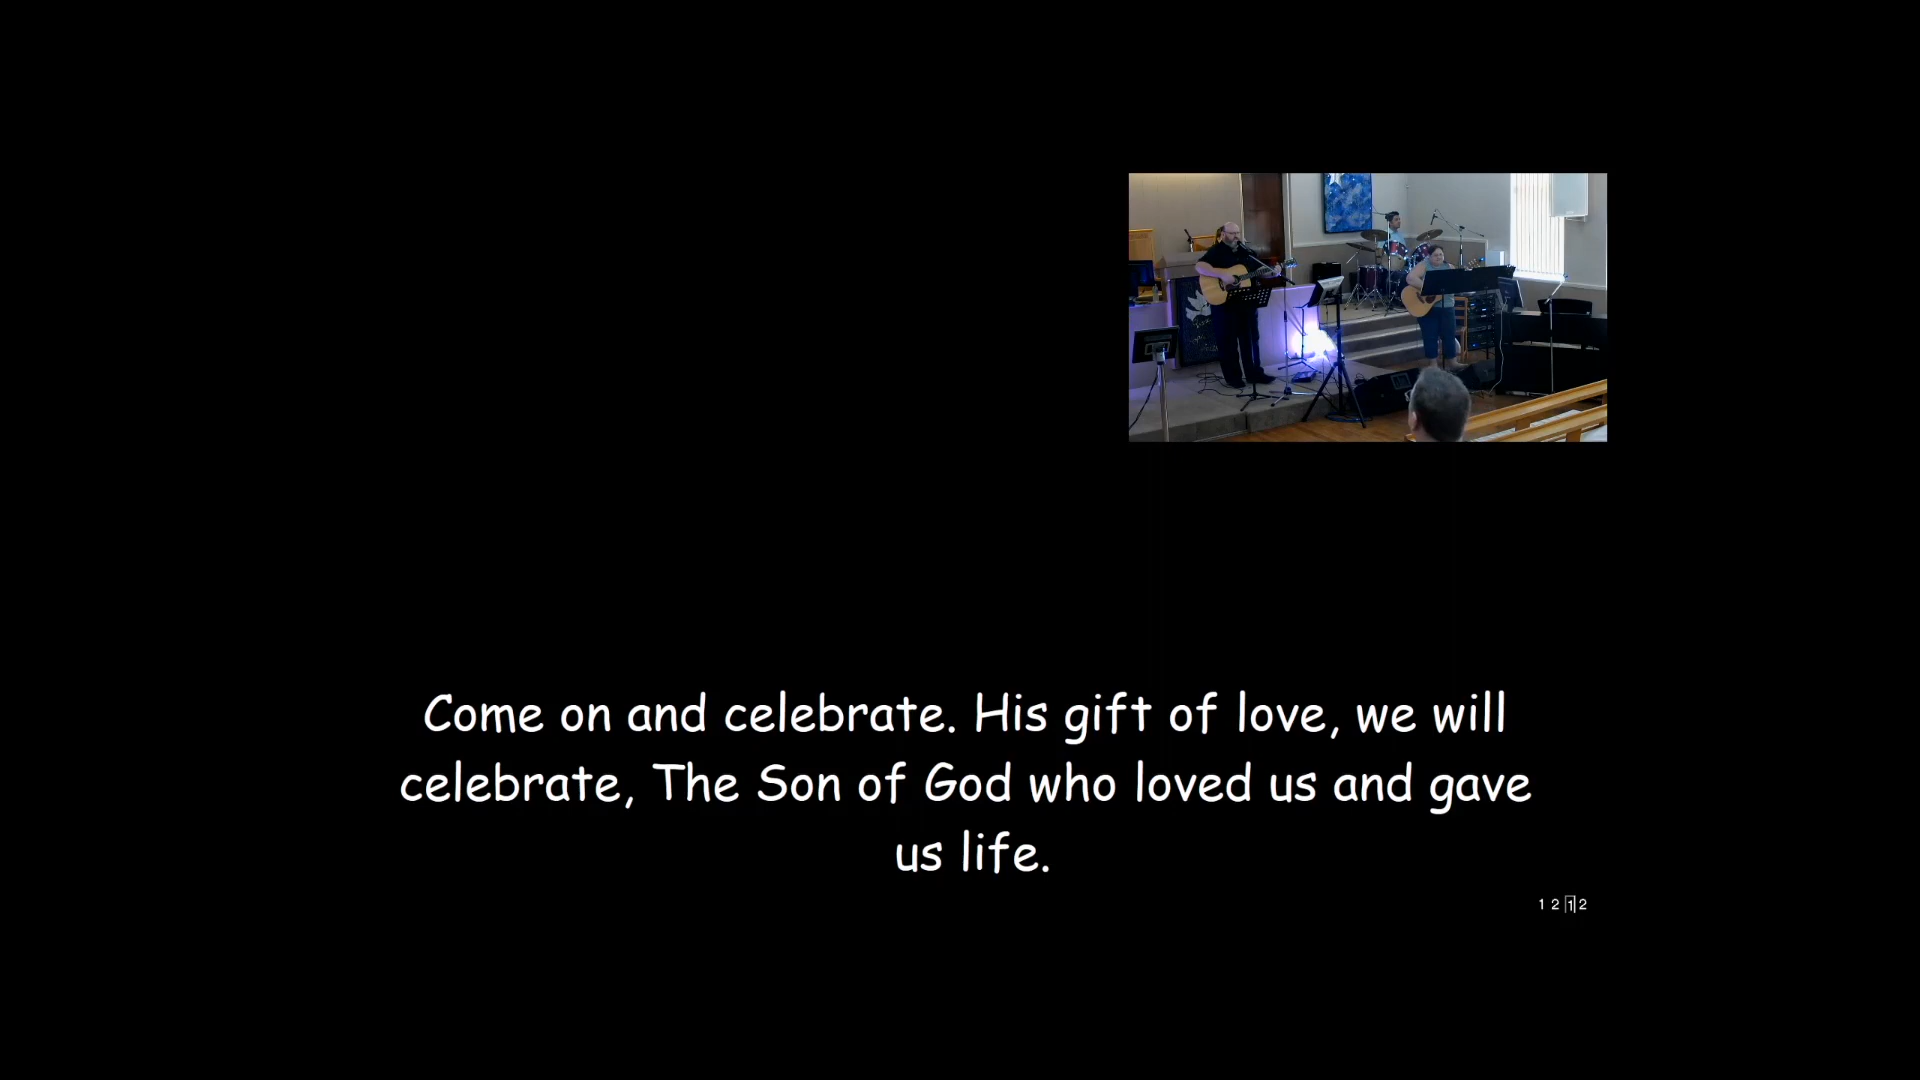 Come on and celebrate. His gift of love, we will
celebrate, The Son of God who loved us and gave
us life.
1 2 1 2